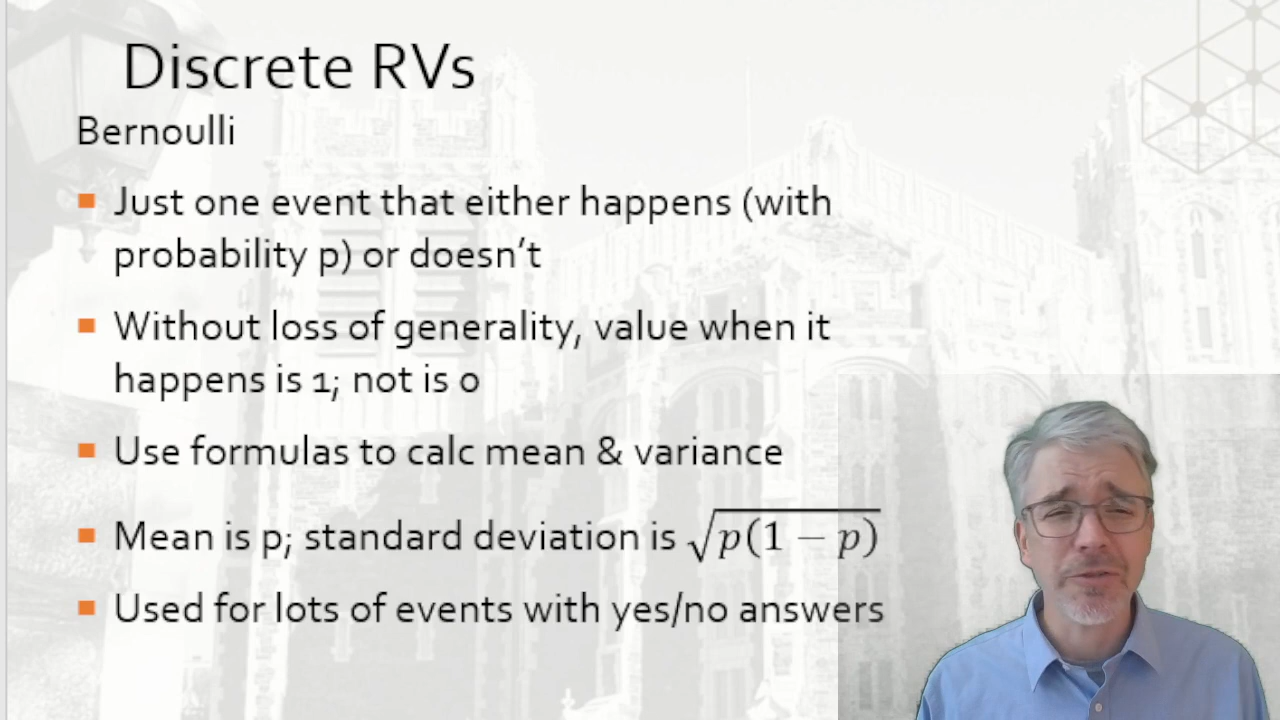 Discrete RVs
Bernoulli
Just one event that either happens (with
probability p) or doesn’t
Without loss of generality, value when it
happens is 1; not is 0
Use formulas to calc mean & variance
Mean is p; standard deviation is √p(1 − p)
Used for lots of events with yes/no answers